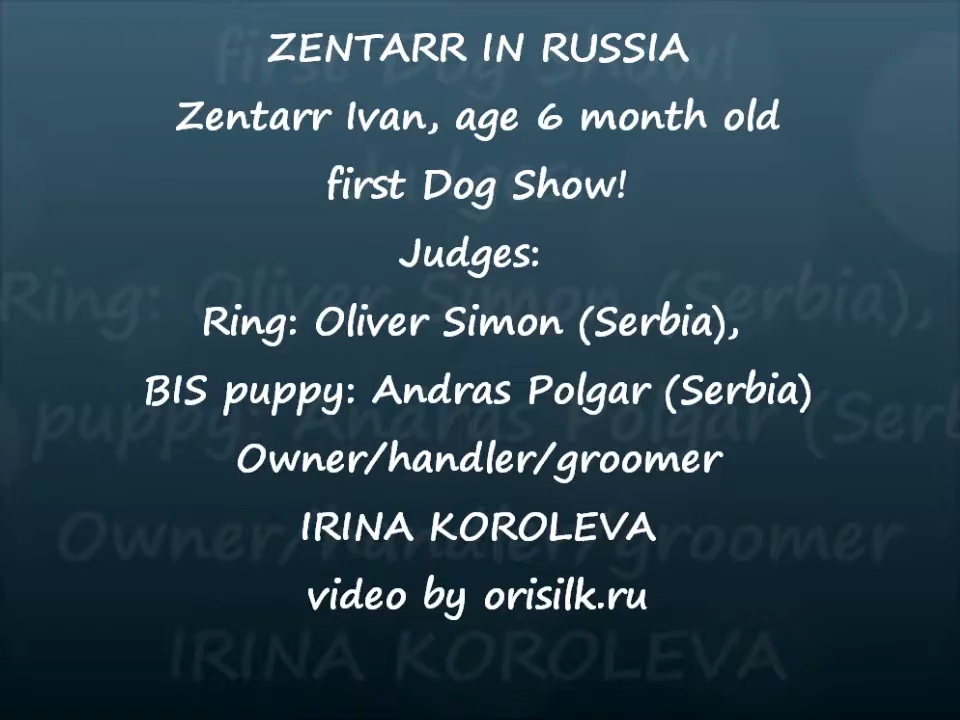 ZENTARR IN RUSSIA
Zentarr Ivan, age 6 month old
first Dog Show!
Judges:
Ring: Oliver Simon (Serbia),
BIS puppy: Andras Polgar (Serbia)
Owner/handler/groomer
IRINA KOROLEVA
video by orisilk.ru